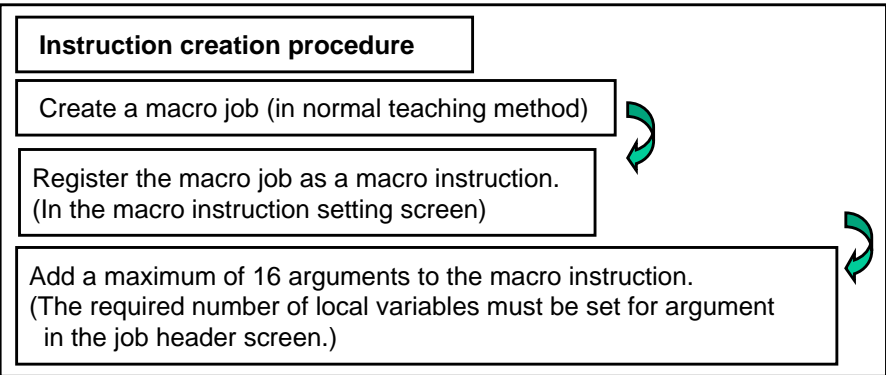 Instruction creation procedure
Create a macro job (in normal teaching method)
Register the macro job as a macro instruction.
(In the macro instruction setting screen)
Add a maximum of 16 arguments to the macro instruction.
(The required number of local variables must be set for argument
in the job header screen.)